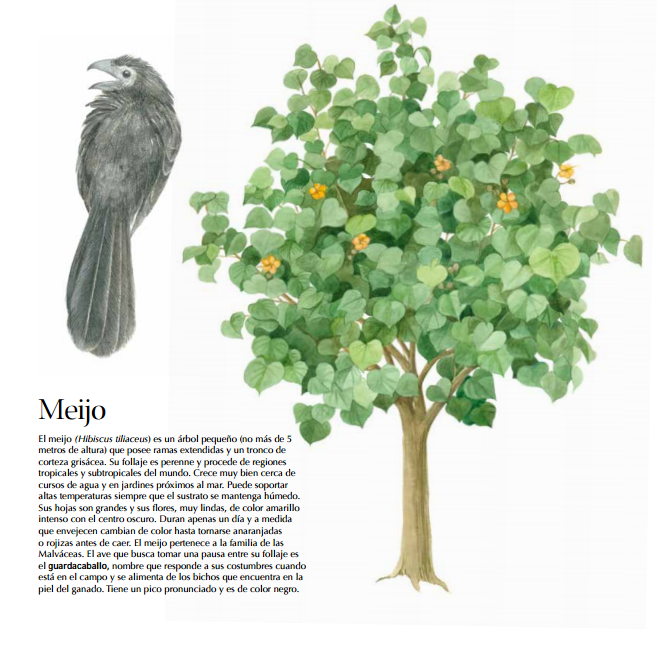 Meijo
El meijo (Hibiscus tiliaceus) es un árbol pequeño (no más de 5
metros de altura) que posee ramas extendidas y un tronco de
corteza grisácea. Su follaje es perenne y procede de regiones
tropicales y subtropicales del mundo. Crece muy bien cerca de
cursos de agua y en jardines próximos al mar. Puede soportar
altas temperaturas siempre que el sustrato se mantenga húmedo.
Sus hojas son grandes y sus flores, muy lindas, de color amarillo
intenso con el centro oscuro. Duran apenas un día y a medida
que envejecen cambian de color hasta tornarse anaranjadas
o rojizas antes de caer. El meijo pertenece a la familia de las
Malváceas. El ave que busca tomar una pausa entre su follaje es
el guardacaballo, nombre que responde a sus costumbres cuando
está en el campo y se alimenta de los bichos que encuentra en la
piel del ganado. Tiene un pico pronunciado y es de color negro.